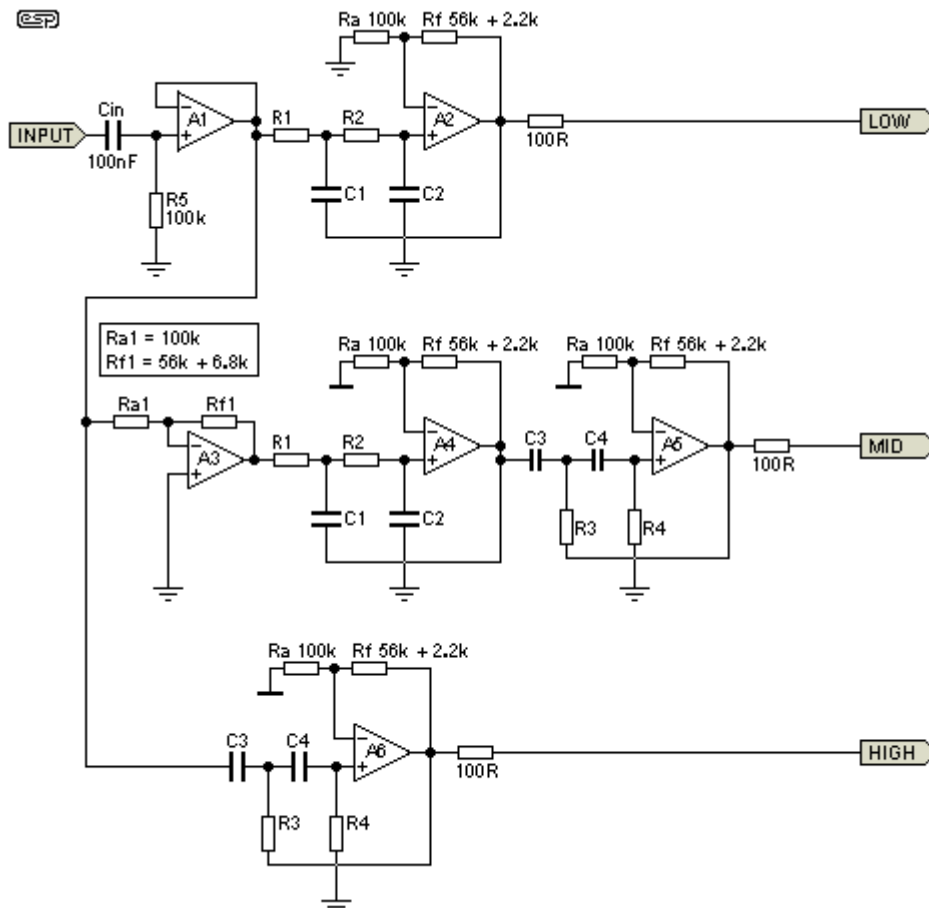 esp
Ra 100k
Rf 56k + 2.2k
INPUT
Cin
100nF
R5
100k
A1
R1
R2
C1
C2
A2
100R
LOW
Ra1 = 100k
Rf1 = 56k + 6.8k
Ra1
Rf1
A3
R1
R2
C1
C2
Ra 100k
Rf 56k + 2.2k
A4
C3
C4
R3
R4
Ra 100k
Rf 56k + 2.2k
A5
100R
MID
Ra 100k
Rf 56k + 2.2k
C3
C4
R3
R4
A6
100R
HIGH